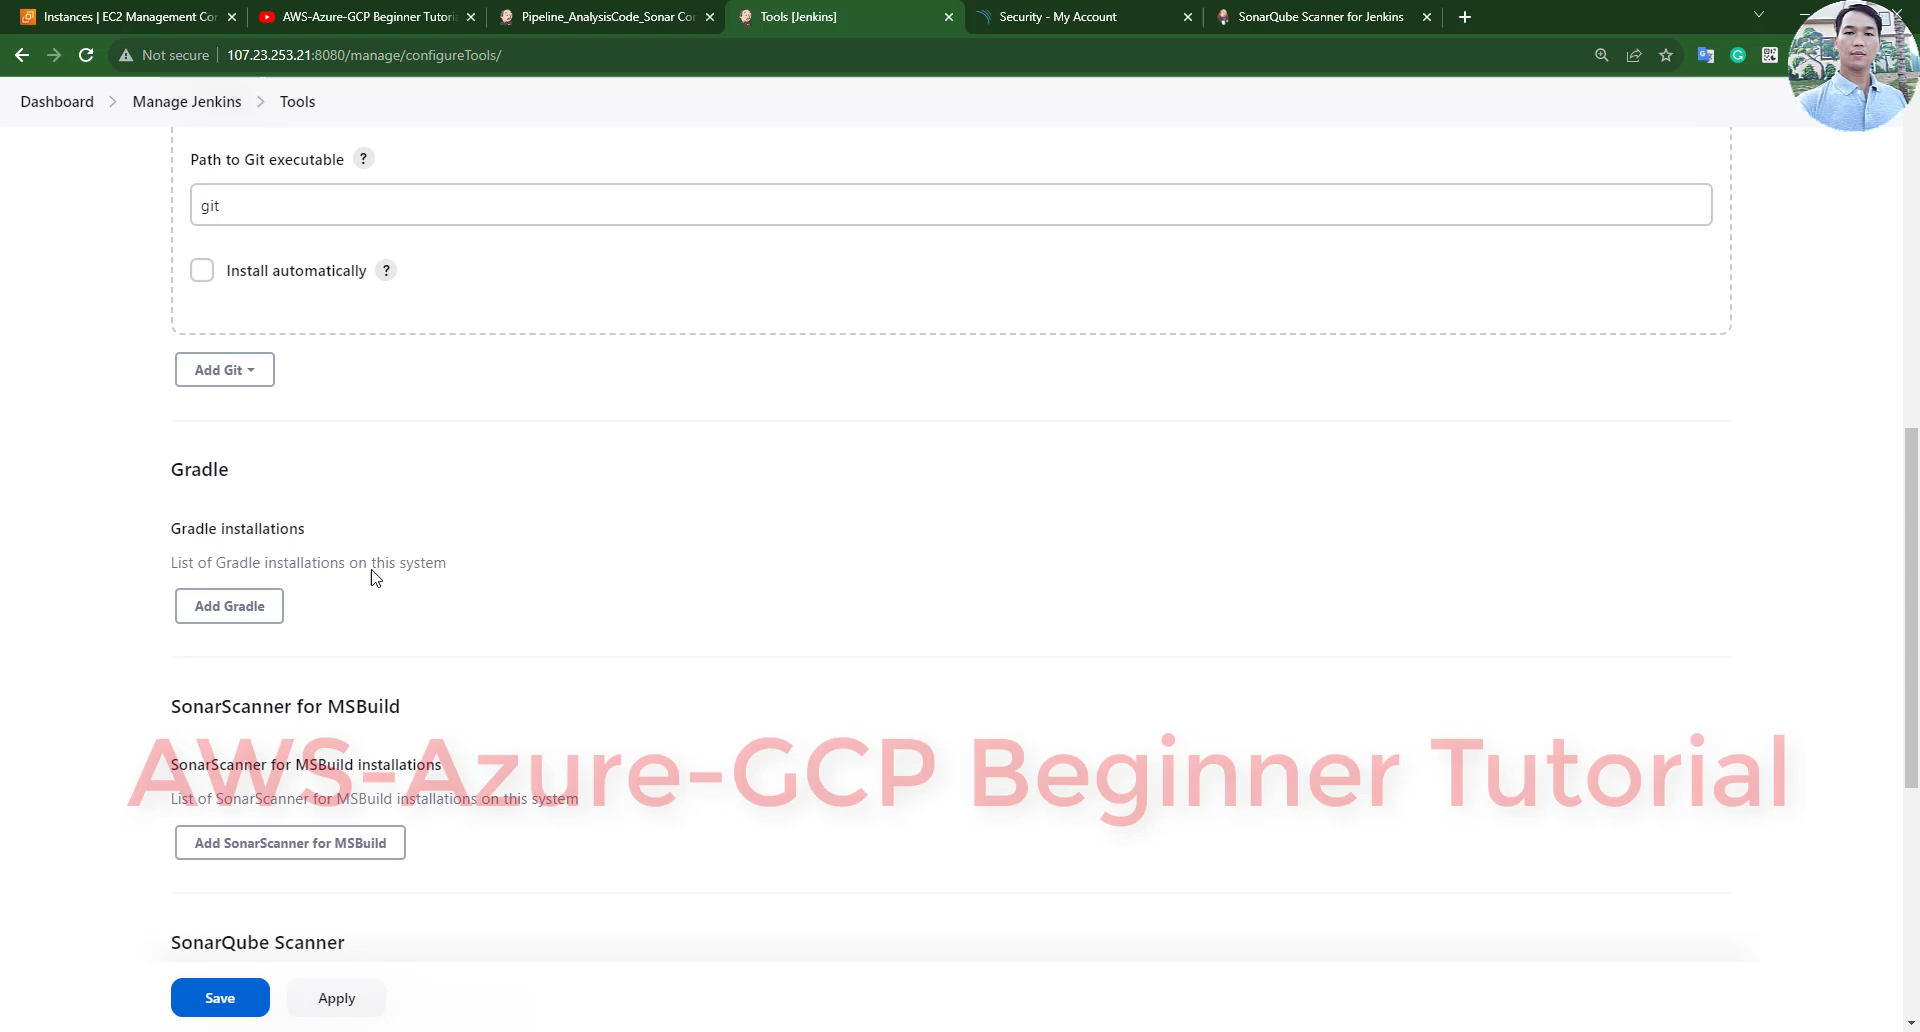 Instances | EC2 Management Cor
AWS-Azure-GCP Beginner Tutoria
Pipeline_AnalysisCode_Sonar Cor
Tools [Jenkins]
Security - My Account
SonarQube Scanner for Jenkins
Not secure
107.23.253.21:8080/manage/configureTools/
Dashboard
Manage Jenkins
Tools
Path to Git executable ?
git
Install automatically ?
Add Git
Gradle
Gradle installations
List of Gradle installations on this system
Add Gradle
SonarScanner for MSBuild
SonarScanner for MSBuild installations
List of SonarScanner for MSBuild installations on this system
AWS-Azure-GCP Beginner Tutorial
Add SonarScanner for MSBuild
SonarQube Scanner
Save
Apply